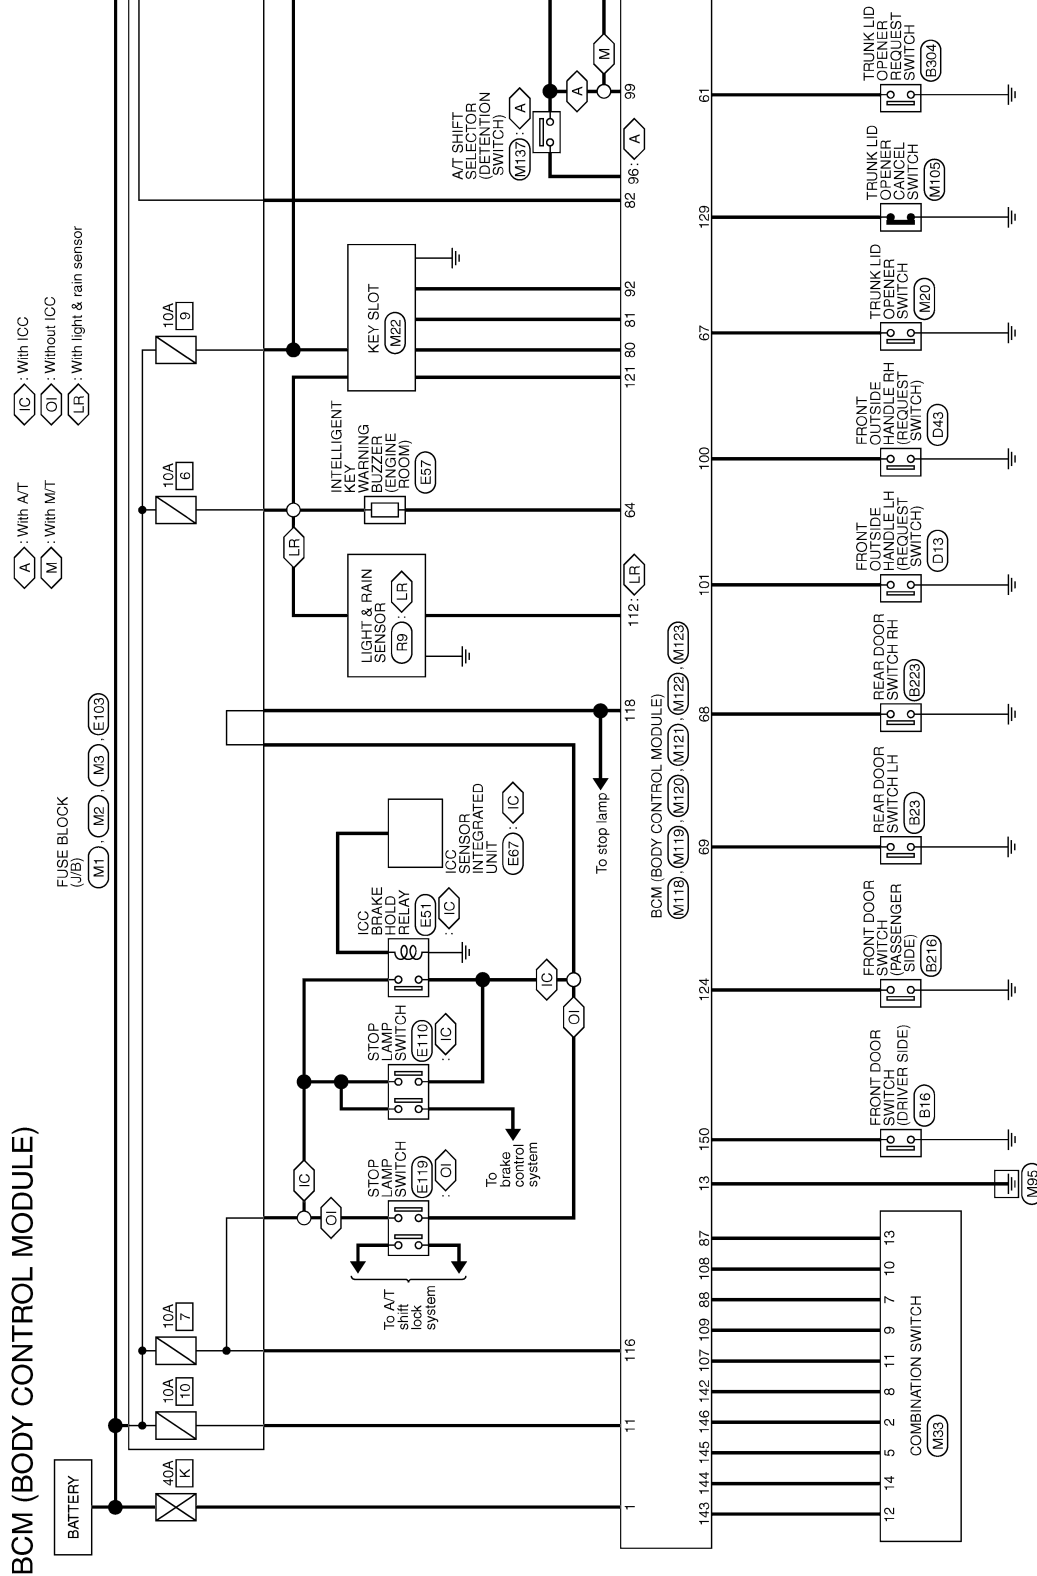 BCM (BODY CONTROL MODULE)
A : With A/T
M : With M/T
IC : With ICC
OI : Without ICC
LR : With light & rain sensor
BATTERY
FUSE BLOCK
(J/B)
M1 , M2 , M3 , E103
40A
K
10A
10
10A
7
10A
6
10A
9
IC
OI
To A/T
shift
lock
system
STOP
LAMP
SWITCH
E119
: OI
To
brake
control
system
STOP
LAMP
SWITCH
E110
: IC
ICC
BRAKE
HOLD
RELAY
E51
: IC
ICC
SENSOR
INTEGRATED
UNIT
E67 : IC
IC
OI
To stop lamp
LIGHT & RAIN
SENSOR
R9 : LR
LR
INTELLIGENT
KEY
WARNING
BUZZER
(ENGINE
ROOM)
E57
KEY SLOT
M22
A/T SHIFT
SELECTOR
(DETENTION
SWITCH)
M137 : A
A
M
1
11
116
118
112: LR
64
121
80
81
92
82
96: A
99
BCM (BODY CONTROL MODULE)
M118 , M119 , M120 , M121 , M122 , M123
143
144
145
146
142
107
109
88
108
87
13
150
124
69
68
101
100
67
129
61
12
14
5
2
8
11
9
7
10
13
COMBINATION SWITCH
M33
M95
FRONT DOOR
SWITCH
(DRIVER SIDE)
B16
FRONT DOOR
SWITCH
(PASSENGER
SIDE)
B216
REAR DOOR
SWITCH LH
B23
REAR DOOR
SWITCH RH
B223
FRONT
OUTSIDE
HANDLE LH
(REQUEST
SWITCH)
D13
FRONT
OUTSIDE
HANDLE RH
(REQUEST
SWITCH)
D43
TRUNK LID
OPENER
SWITCH
M20
TRUNK LID
OPENER
CANCEL
SWITCH
M105
TRUNK LID
OPENER
REQUEST
SWITCH
B304